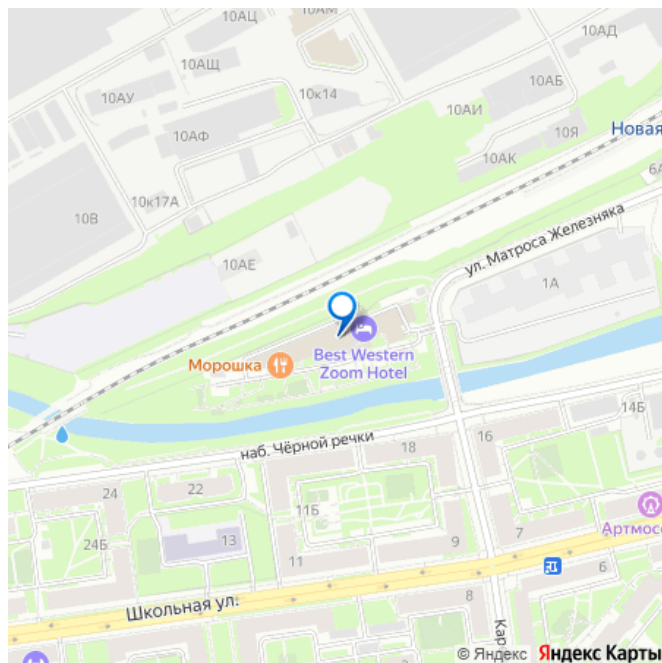 10АЦ
10АМ
10АД
10АЩ
10АУ
10к14
10АБ
10АИ
10АФ
10Я
Новая
10АК
10к17А
6А
10В
ул. Матроса Железняка
10АЕ
1А
Best Western
Zoom Hotel
Морошка
наб. Чёрной речки
14Б
16
18
24
22
11Б
Артмос
7
13
24Б
9
11
6
8
Школьная ул.
Кар
© Яндекс Яндекс Карты